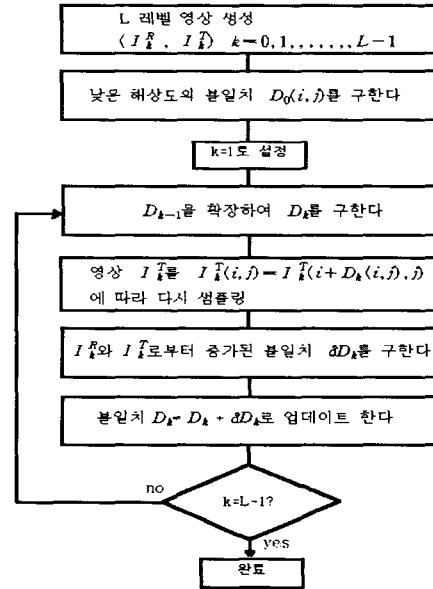 L 레벨 영상 생성
( I_k^R , I_k^T ) k=0,1,......,L-1
낮은 해상도의 불일치 D_0(i,j)를 구한다
k=1로 설정
D_{k-1}을 확장하여 D_k를 구한다
영상 I_k^T를 I_k^T(i,j)=I_k^T(i+D_k(i,j),j)
에 따라 다시 샘플링
I_k^R와 I_k^T로부터 증가된 불일치 δD_k를 구한다
불일치 D_k= D_k + δD_k로 업데이트 한다
k=L-1?
no
yes
완료